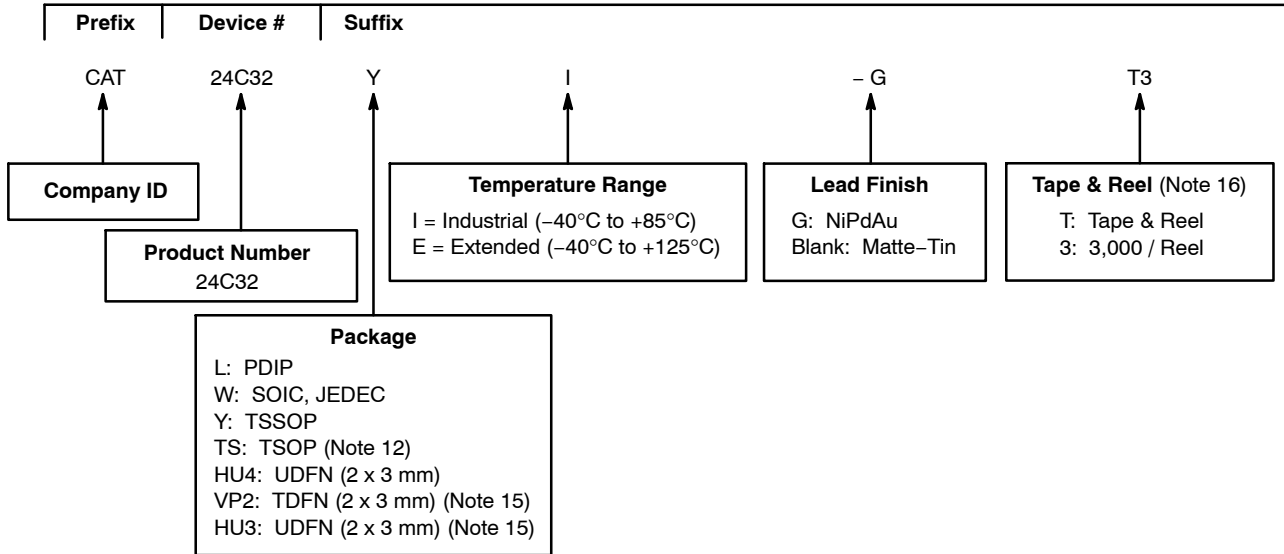 Prefix Device # Suffix
CAT 24C32 Y I – G T3
Company ID
Product Number
24C32
Package
L: PDIP
W: SOIC, JEDEC
Y: TSSOP
TS: TSOP (Note 12)
HU4: UDFN (2 x 3 mm)
VP2: TDFN (2 x 3 mm) (Note 15)
HU3: UDFN (2 x 3 mm) (Note 15)
Temperature Range
I = Industrial (−40°C to +85°C)
E = Extended (−40°C to +125°C)
Lead Finish
G: NiPdAu
Blank: Matte−Tin
Tape & Reel (Note 16)
T: Tape & Reel
3: 3,000 / Reel